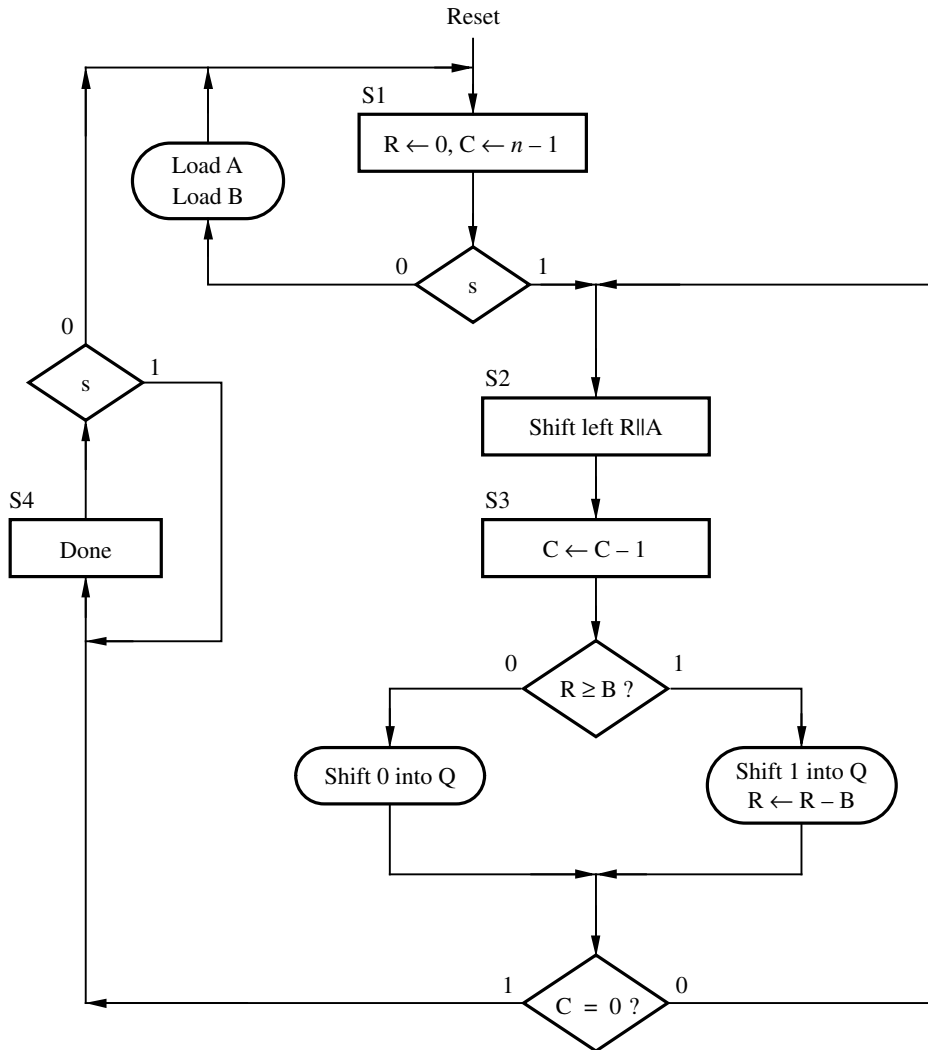 Reset
S1
R ← 0, C ← n – 1
Load A
Load B
0
s
1
0
s
1
S2
Shift left R||A
S4
Done
S3
C ← C – 1
0
R ≥ B ?
1
Shift 0 into Q
Shift 1 into Q
R ← R – B
1
C = 0 ?
0